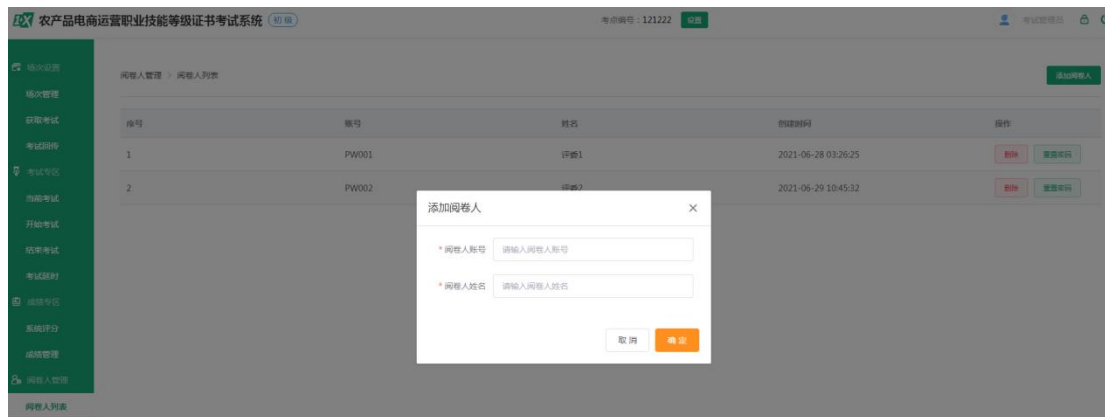 农产品电商运营职业技能等级证书考试系统 初级
考点编号：121222 设置
考试管理员
场次设置
场次管理
获取考试
考试回传
考试专区
当前考试
开始考试
结束考试
考试延时
成绩专区
系统评分
成绩管理
阅卷人管理
阅卷人列表
阅卷人管理 > 阅卷人列表
添加阅卷人
序号 账号 姓名 创建时间 操作
1 PW001 评委1 2021-06-28 03:26:25 删除 重置密码
2 PW002 评委2 2021-06-29 10:45:32 删除 重置密码
添加阅卷人
* 阅卷人账号 请输入阅卷人账号
* 阅卷人姓名 请输入阅卷人姓名
取消 确定